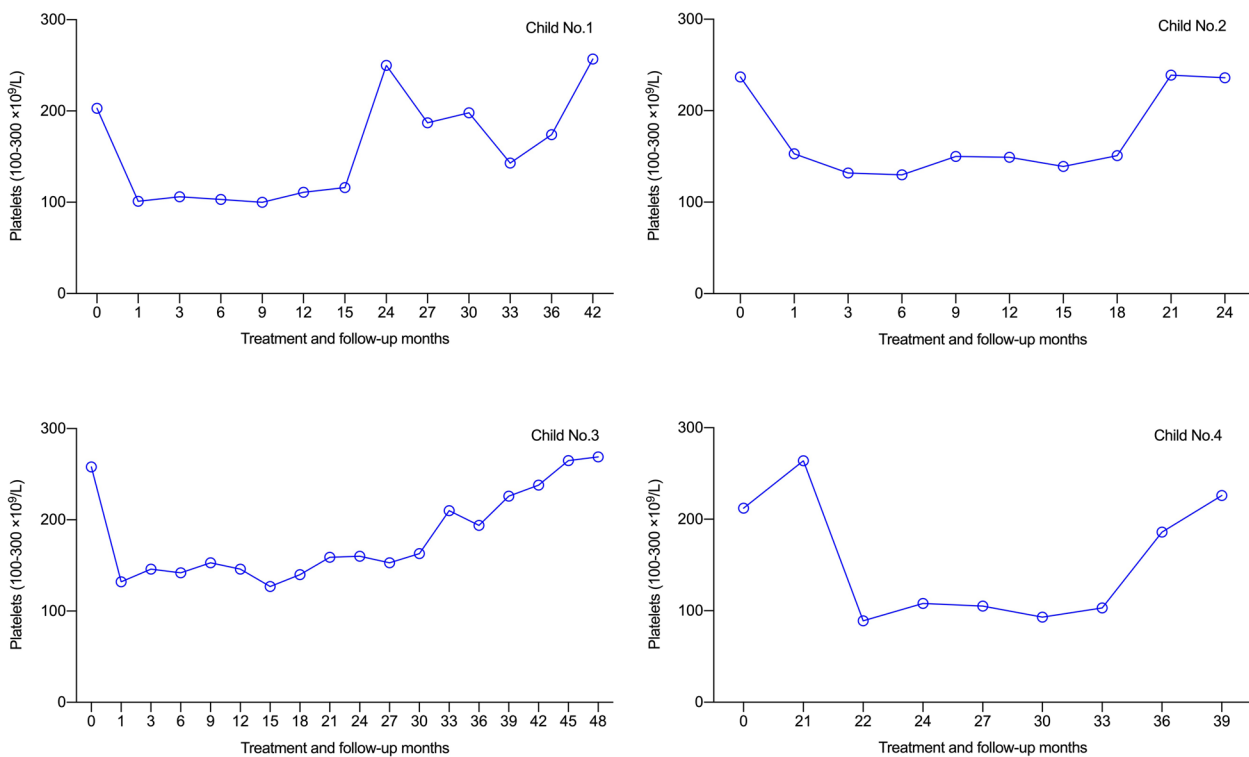 Child No.1
Platelets (100-300 ×10⁹/L)
300
200
100
0
0 1 3 6 9 12 15 24 27 30 33 36 42
Treatment and follow-up months
Child No.2
Platelets (100-300 ×10⁹/L)
300
200
100
0
0 1 3 6 9 12 15 18 21 24
Treatment and follow-up months
Child No.3
Platelets (100-300 ×10⁹/L)
300
200
100
0
0 1 3 6 9 12 15 18 21 24 27 30 33 36 39 42 45 48
Treatment and follow-up months
Child No.4
Platelets (100-300 ×10⁹/L)
300
200
100
0
0 21 22 24 27 30 33 36 39
Treatment and follow-up months